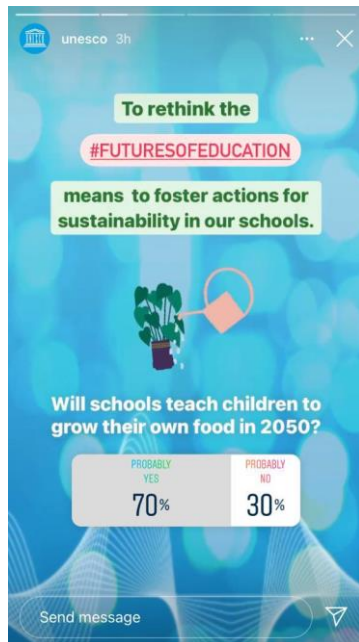 unesco 3h
To rethink the
#FUTURESOFEDUCATION
means to foster actions for
sustainability in our schools.
Will schools teach children to
grow their own food in 2050?
PROBABLY PROBABLY
YES NO
70% 30%
Send message